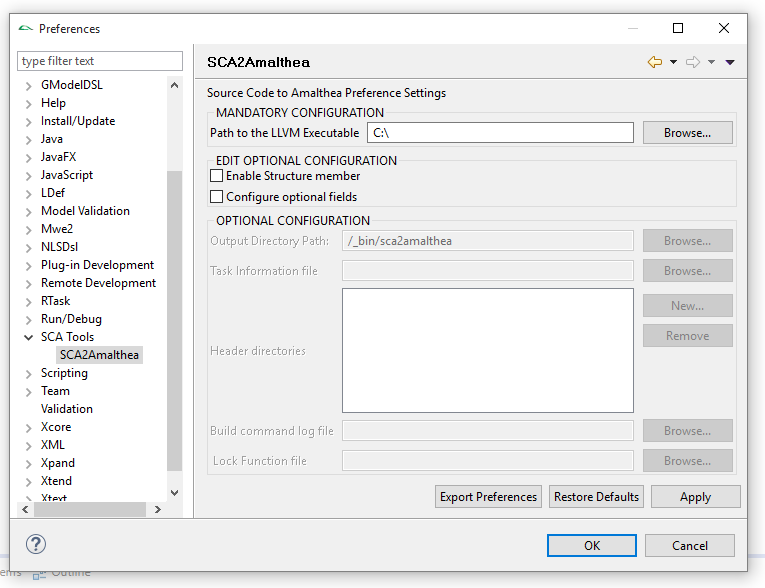 Preferences
type filter text
GModelDSL
Help
Install/Update
Java
JavaFX
JavaScript
LDef
Model Validation
Mwe2
NLSDsl
Plug-in Development
Remote Development
RTask
Run/Debug
SCA Tools
SCA2Amalthea
Scripting
Team
Validation
Xcore
XML
Xpand
Xtend
Xtext
SCA2Amalthea
Source Code to Amalthea Preference Settings
MANDATORY CONFIGURATION
Path to the LLVM Executable C:\ Browse...
EDIT OPTIONAL CONFIGURATION
Enable Structure member
Configure optional fields
OPTIONAL CONFIGURATION
Output Directory Path: /_bin/sca2amalthea Browse...
Task Information file Browse...
New...
Remove
Header directories
Build command log file Browse...
Lock Function file Browse...
Export Preferences Restore Defaults Apply
? OK Cancel
Outline